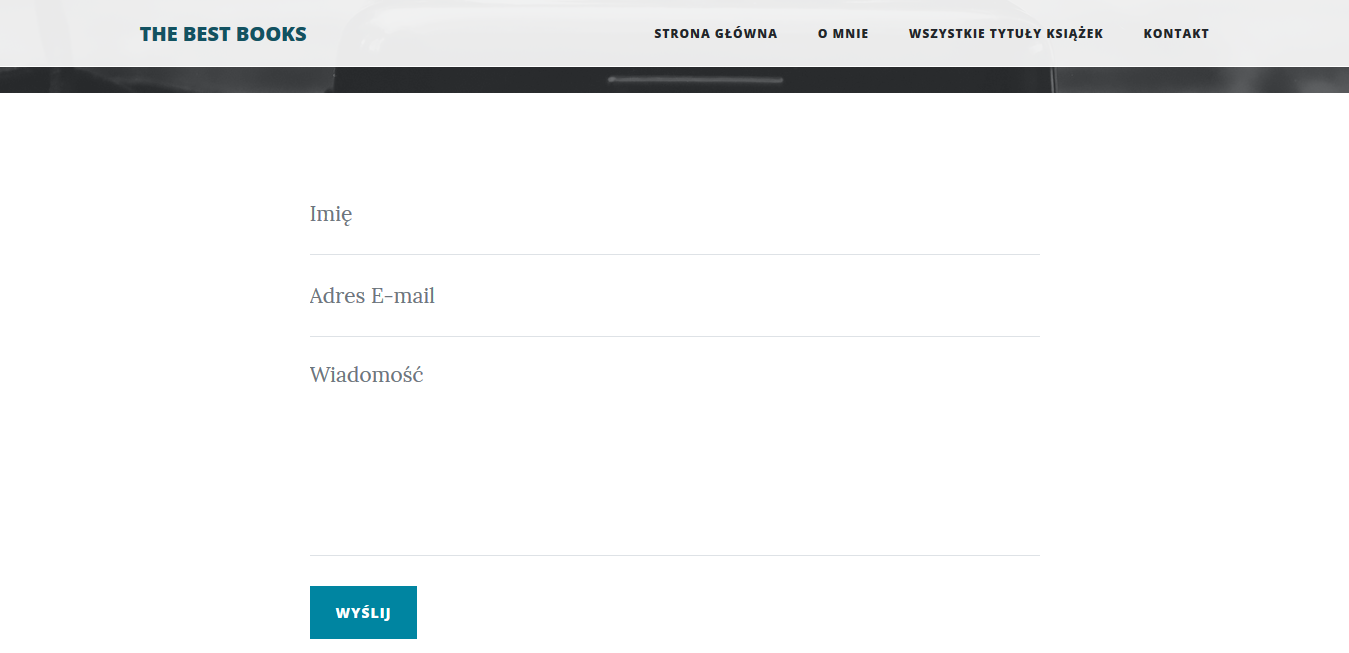 THE BEST BOOKS
STRONA GŁÓWNA O MNIE WSZYSTKIE TYTUŁY KSIĄŻEK KONTAKT
Imię
Adres E-mail
Wiadomość
WYŚLIJ